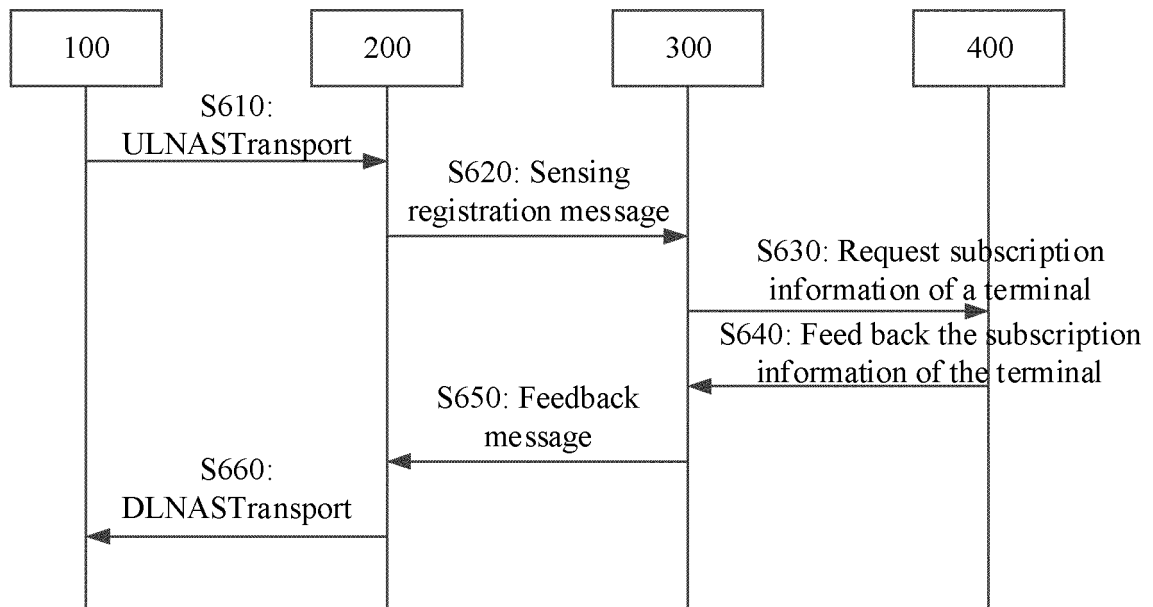 100
200
300
400
S610:
ULNASTransport
S620: Sensing
registration message
S630: Request subscription
information of a terminal
S640: Feed back the subscription
information of the terminal
S650: Feedback
message
S660:
DLNASTransport